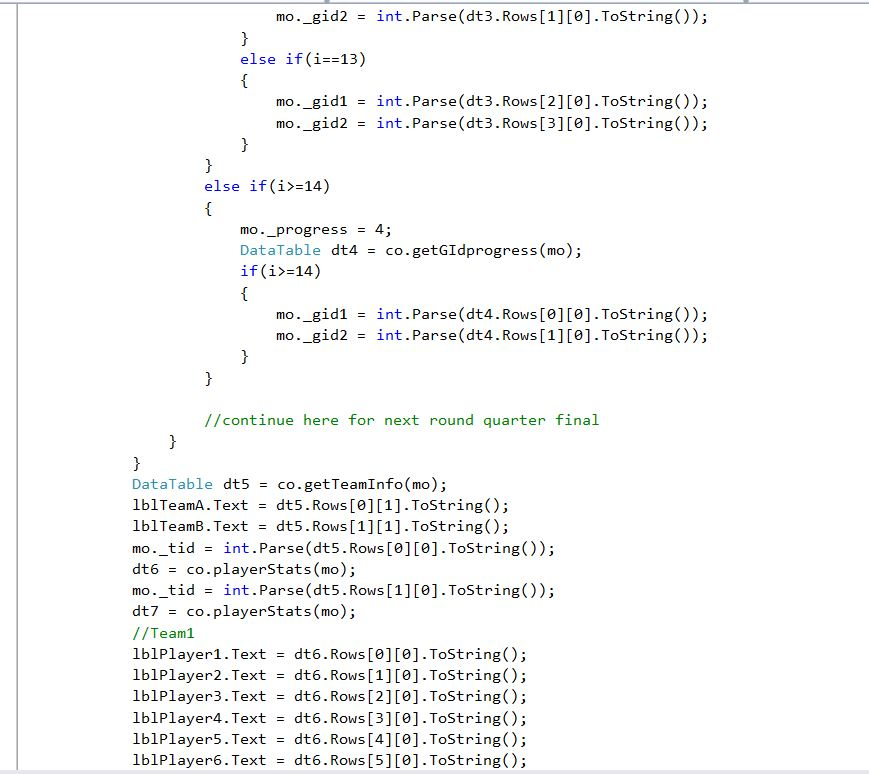 mo._gid2 = int.Parse(dt3.Rows[1][0].ToString());
}
else if(i==13)
{
mo._gid1 = int.Parse(dt3.Rows[2][0].ToString());
mo._gid2 = int.Parse(dt3.Rows[3][0].ToString());
}
}
else if(i>=14)
{
mo._progress = 4;
DataTable dt4 = co.getGIdprogress(mo);
if(i>=14)
{
mo._gid1 = int.Parse(dt4.Rows[0][0].ToString());
mo._gid2 = int.Parse(dt4.Rows[1][0].ToString());
}
}
//continue here for next round quarter final
}
}
DataTable dt5 = co.getTeamInfo(mo);
lblTeamA.Text = dt5.Rows[0][1].ToString();
lblTeamB.Text = dt5.Rows[1][1].ToString();
mo._tid = int.Parse(dt5.Rows[0][0].ToString());
dt6 = co.playerStats(mo);
mo._tid = int.Parse(dt5.Rows[1][0].ToString());
dt7 = co.playerStats(mo);
//Team1
lblPlayer1.Text = dt6.Rows[0][0].ToString();
lblPlayer2.Text = dt6.Rows[1][0].ToString();
lblPlayer3.Text = dt6.Rows[2][0].ToString();
lblPlayer4.Text = dt6.Rows[3][0].ToString();
lblPlayer5.Text = dt6.Rows[4][0].ToString();
lblPlayer6.Text = dt6.Rows[5][0].ToString();